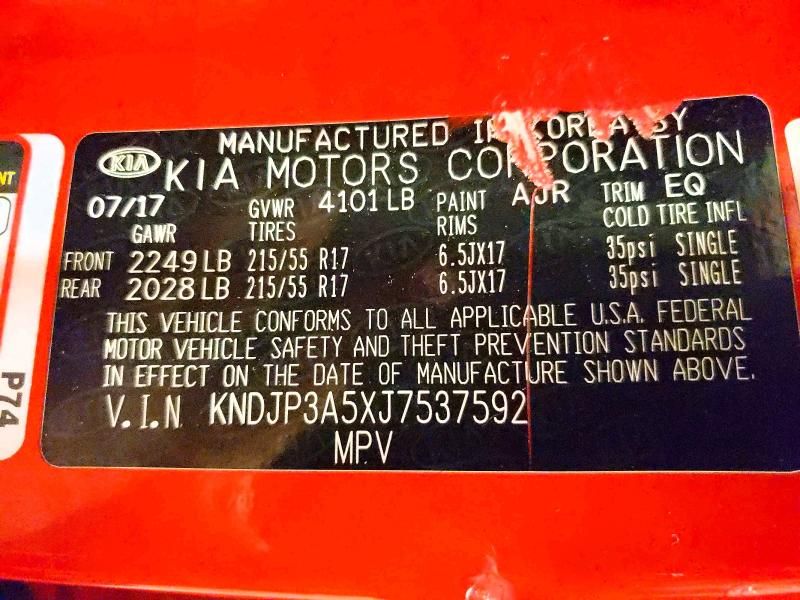 MANUFACTURED IN KOREA BY
KIA KIA MOTORS CORPORATION
07/17 GVWR 4101 LB PAINT AJR TRIM EQ
GAWR TIRES RIMS COLD TIRE INFL
FRONT 2249 LB 215/55 R17 6.5JX17 35psi SINGLE
REAR 2028 LB 215/55 R17 6.5JX17 35psi SINGLE
THIS VEHICLE CONFORMS TO ALL APPLICABLE U.S.A. FEDERAL
MOTOR VEHICLE SAFETY AND THEFT PREVENTION STANDARDS
IN EFFECT ON THE DATE OF MANUFACTURE SHOWN ABOVE.
V.I.N KNDJP3A5XJ7537592
MPV
NT
P74